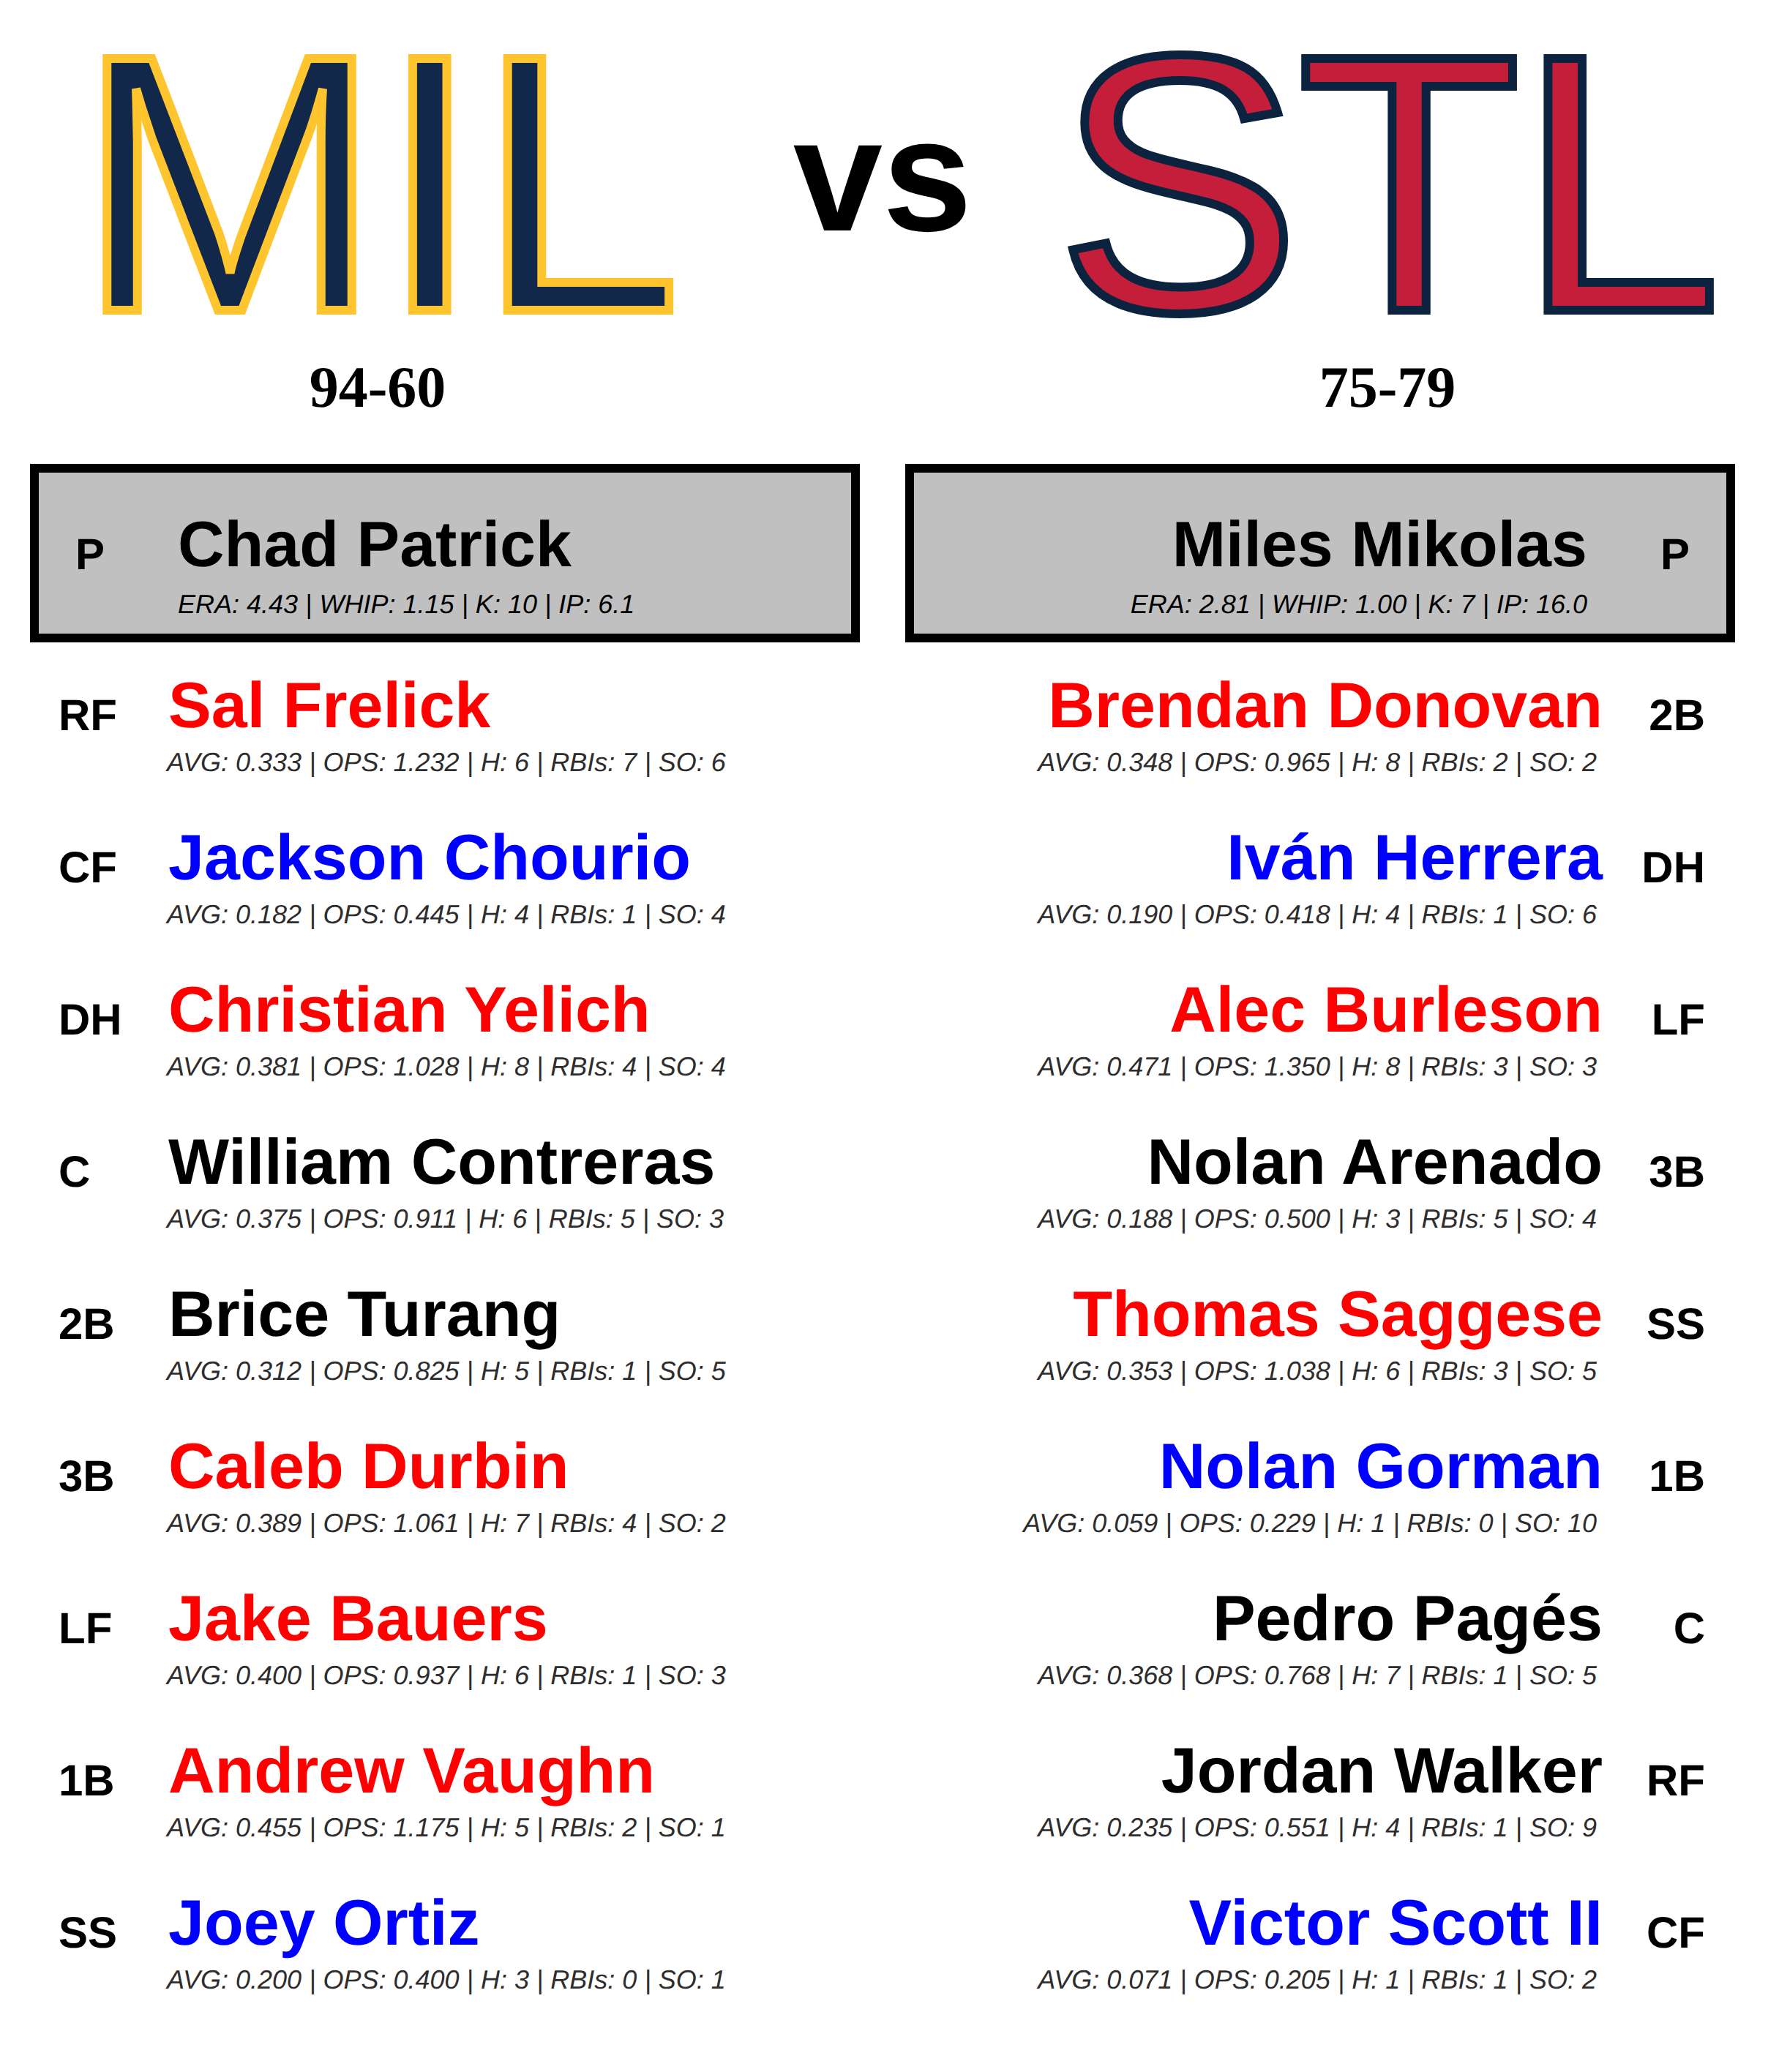 MIL vs STL
94-60
75-79
P Chad Patrick
ERA: 4.43 | WHIP: 1.15 | K: 10 | IP: 6.1
Miles Mikolas P
ERA: 2.81 | WHIP: 1.00 | K: 7 | IP: 16.0
RF Sal Frelick
AVG: 0.333 | OPS: 1.232 | H: 6 | RBIs: 7 | SO: 6
CF Jackson Chourio
AVG: 0.182 | OPS: 0.445 | H: 4 | RBIs: 1 | SO: 4
DH Christian Yelich
AVG: 0.381 | OPS: 1.028 | H: 8 | RBIs: 4 | SO: 4
C William Contreras
AVG: 0.375 | OPS: 0.911 | H: 6 | RBIs: 5 | SO: 3
2B Brice Turang
AVG: 0.312 | OPS: 0.825 | H: 5 | RBIs: 1 | SO: 5
3B Caleb Durbin
AVG: 0.389 | OPS: 1.061 | H: 7 | RBIs: 4 | SO: 2
LF Jake Bauers
AVG: 0.400 | OPS: 0.937 | H: 6 | RBIs: 1 | SO: 3
1B Andrew Vaughn
AVG: 0.455 | OPS: 1.175 | H: 5 | RBIs: 2 | SO: 1
SS Joey Ortiz
AVG: 0.200 | OPS: 0.400 | H: 3 | RBIs: 0 | SO: 1
Brendan Donovan 2B
AVG: 0.348 | OPS: 0.965 | H: 8 | RBIs: 2 | SO: 2
Iván Herrera DH
AVG: 0.190 | OPS: 0.418 | H: 4 | RBIs: 1 | SO: 6
Alec Burleson LF
AVG: 0.471 | OPS: 1.350 | H: 8 | RBIs: 3 | SO: 3
Nolan Arenado 3B
AVG: 0.188 | OPS: 0.500 | H: 3 | RBIs: 5 | SO: 4
Thomas Saggese SS
AVG: 0.353 | OPS: 1.038 | H: 6 | RBIs: 3 | SO: 5
Nolan Gorman 1B
AVG: 0.059 | OPS: 0.229 | H: 1 | RBIs: 0 | SO: 10
Pedro Pagés C
AVG: 0.368 | OPS: 0.768 | H: 7 | RBIs: 1 | SO: 5
Jordan Walker RF
AVG: 0.235 | OPS: 0.551 | H: 4 | RBIs: 1 | SO: 9
Victor Scott II CF
AVG: 0.071 | OPS: 0.205 | H: 1 | RBIs: 1 | SO: 2